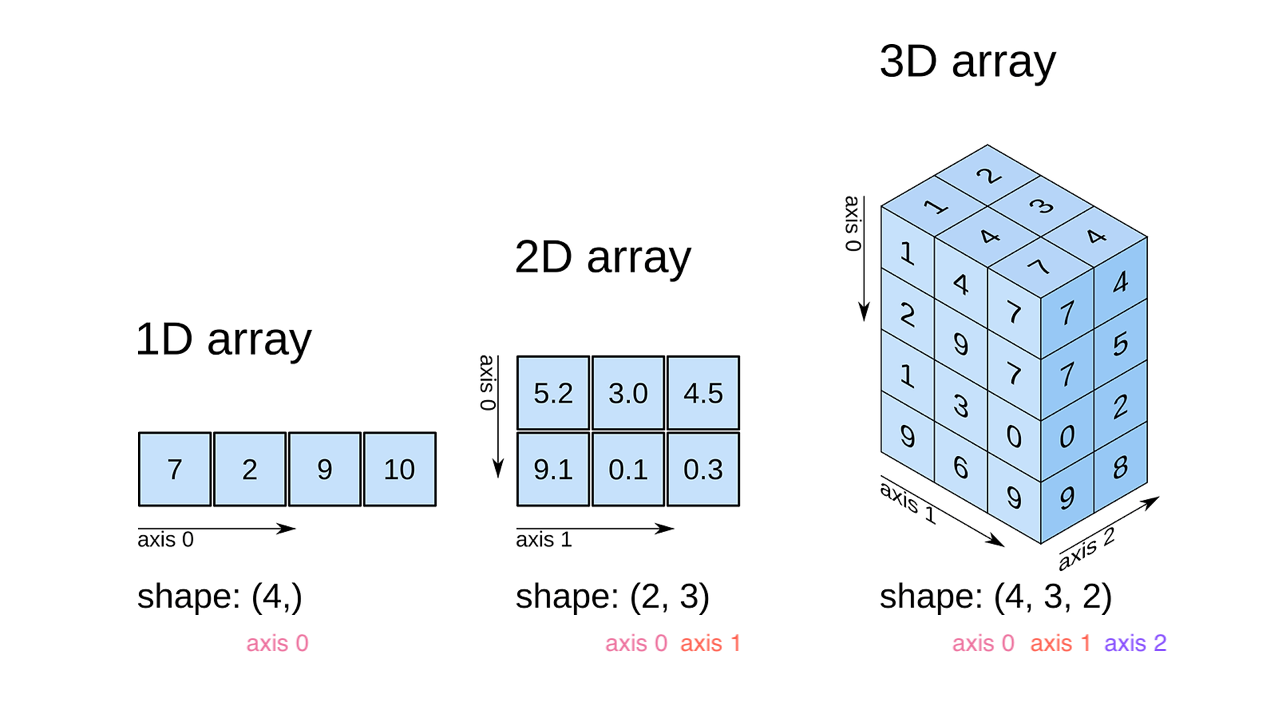 1D array
7 2 9 10
axis 0
shape: (4,)
axis 0
2D array
axis 0
5.2 3.0 4.5
9.1 0.1 0.3
axis 1
shape: (2, 3)
axis 0 axis 1
3D array
axis 0
2
1 3
4 4
7
1 4 7 7 4
2 9 7 7 5
1 3 0 0 2
9 6 9 9 8
axis 1
axis 2
shape: (4, 3, 2)
axis 0 axis 1 axis 2